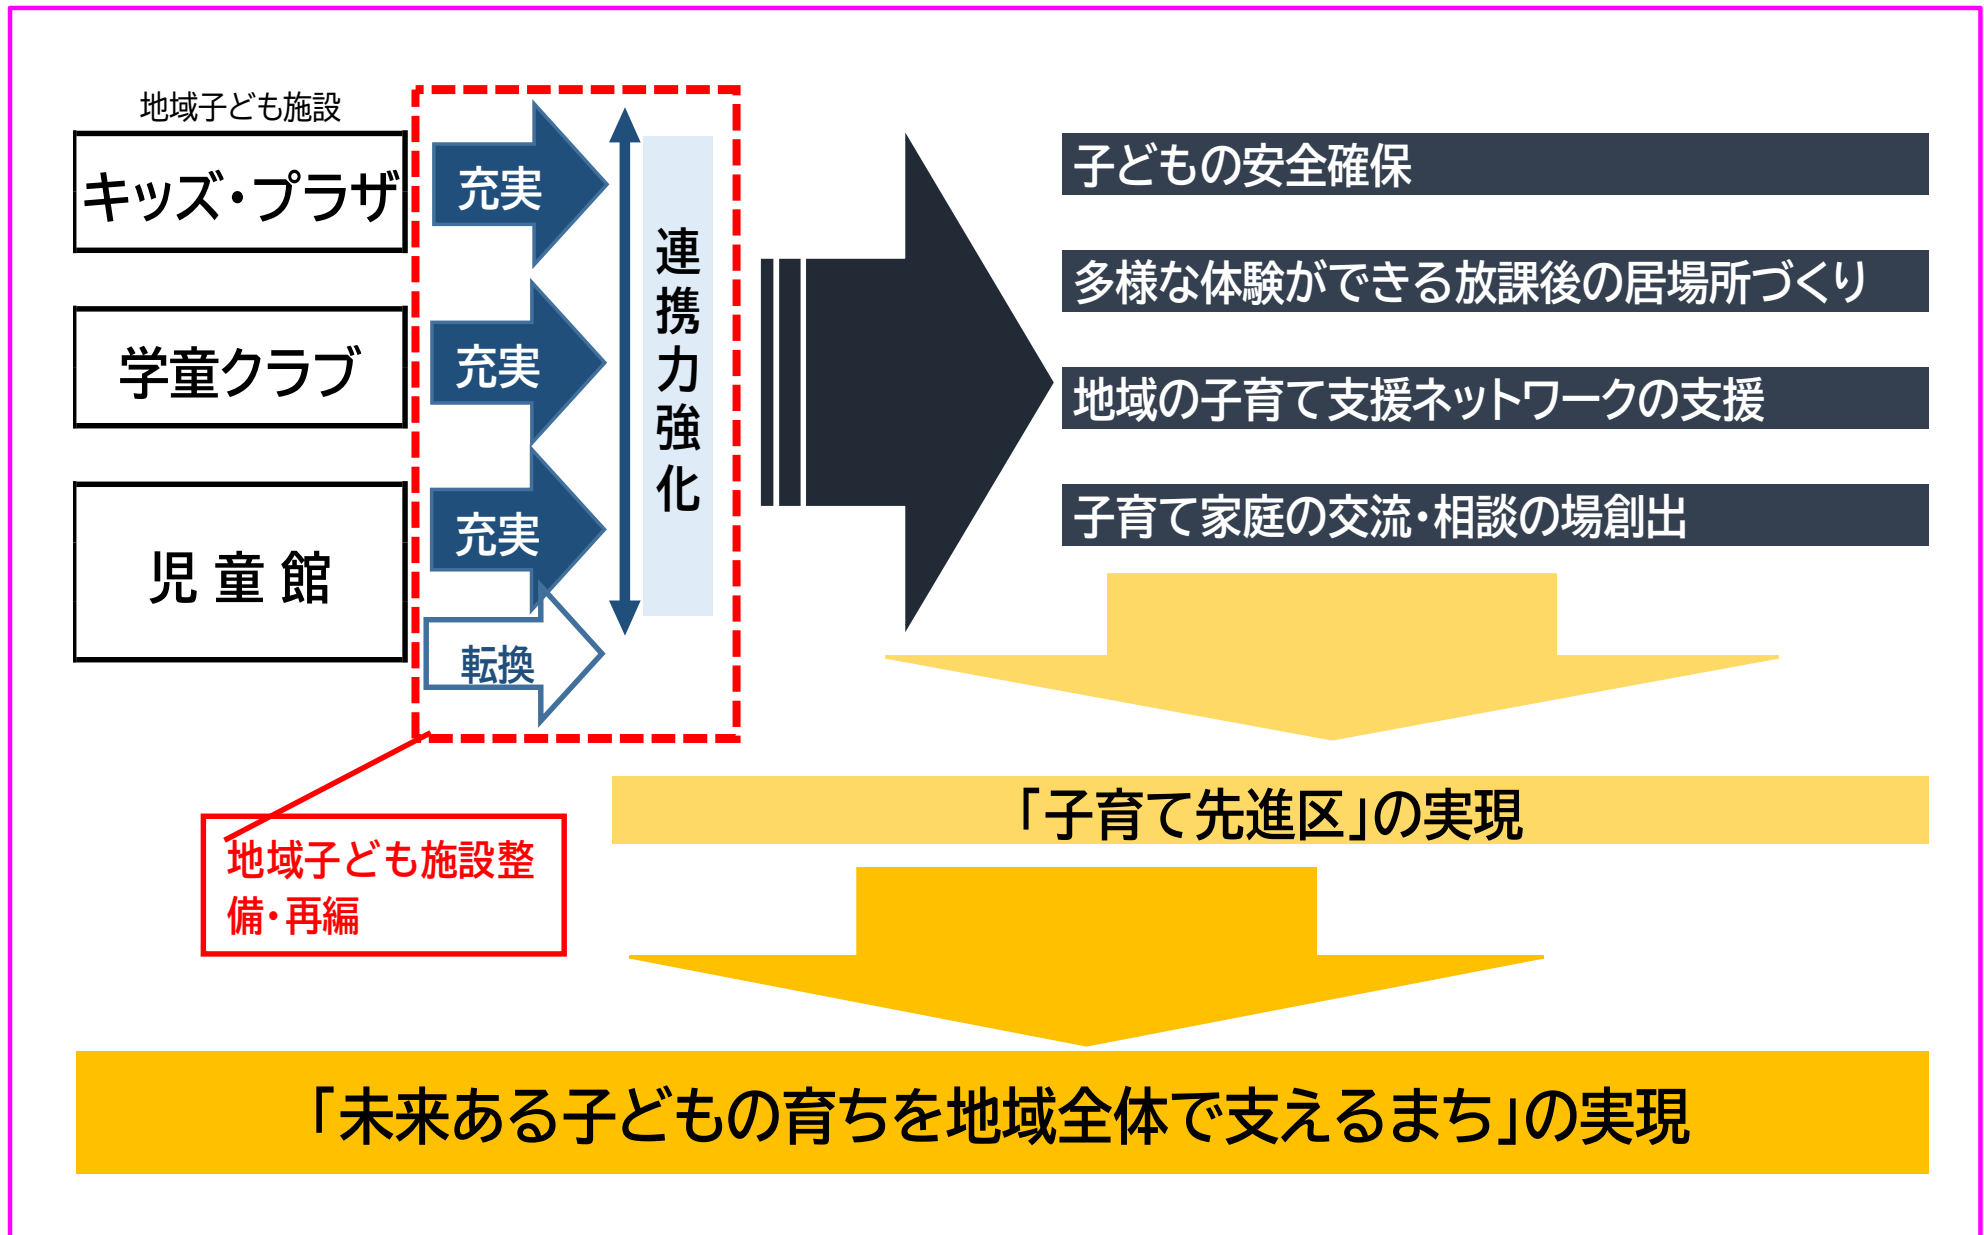 地域子ども施設
キッズ・プラザ
学童クラブ
児童館
充実
充実
充実
転換
連携力強化
子どもの安全確保
多様な体験ができる放課後の居場所づくり
地域の子育て支援ネットワークの支援
子育て家庭の交流・相談の場創出
地域子ども施設整
備・再編
「子育て先進区」の実現
「未来ある子どもの育ちを地域全体で支えるまち」の実現